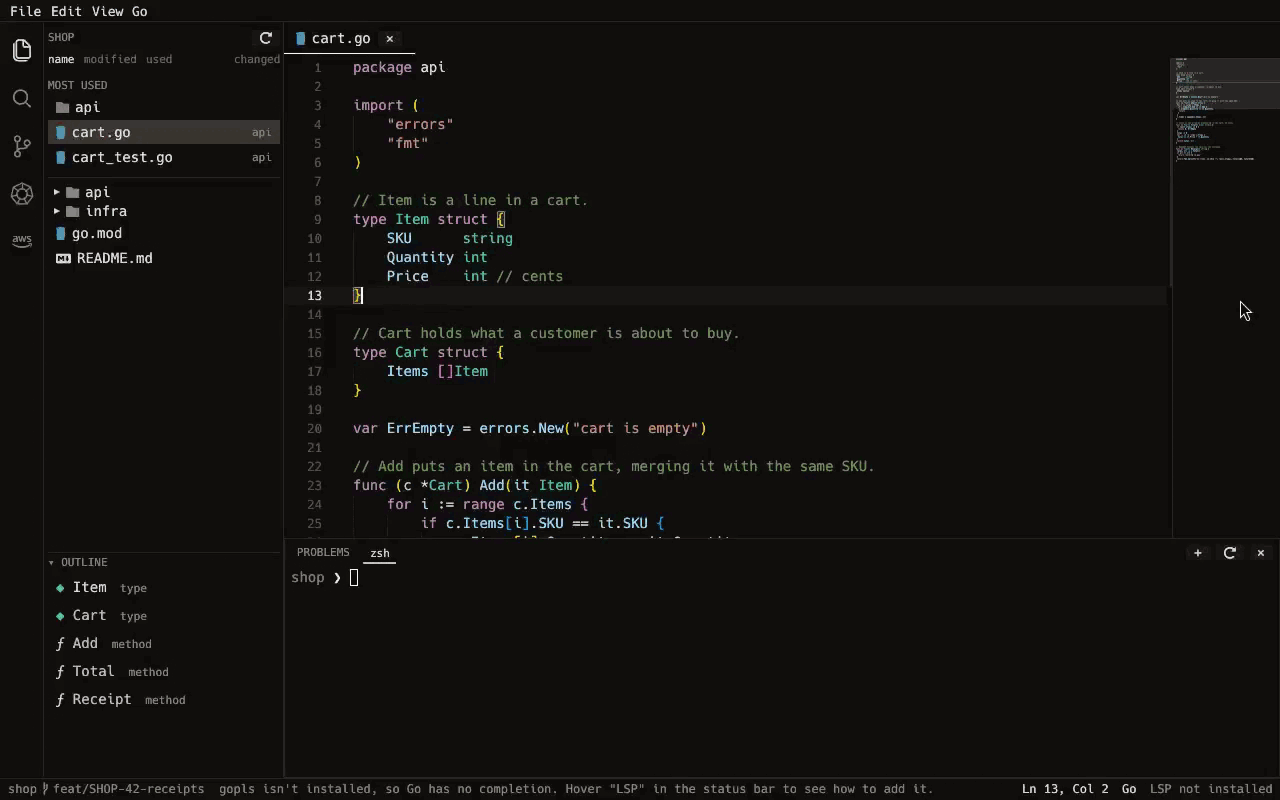 File Edit View Go
SHOP
name modified used changed
MOST USED
api
cart.go api
cart_test.go api
api
infra
go.mod
README.md
OUTLINE
Item type
Cart type
Add method
Total method
Receipt method
aws
cart.go ×
1 package api
2
3 import (
4 "errors"
5 "fmt"
6 )
7
8 // Item is a line in a cart.
9 type Item struct {
10 SKU string
11 Quantity int
12 Price int // cents
13 }
14
15 // Cart holds what a customer is about to buy.
16 type Cart struct {
17 Items []Item
18 }
19
20 var ErrEmpty = errors.New("cart is empty")
21
22 // Add puts an item in the cart, merging it with the same SKU.
23 func (c *Cart) Add(it Item) {
24 for i := range c.Items {
25 if c.Items[i].SKU == it.SKU {
PROBLEMS zsh
shop ❯
shop feat/SHOP-42-receipts gopls isn't installed, so Go has no completion. Hover "LSP" in the status bar to see how to add it. Ln 13, Col 2 Go LSP not installed